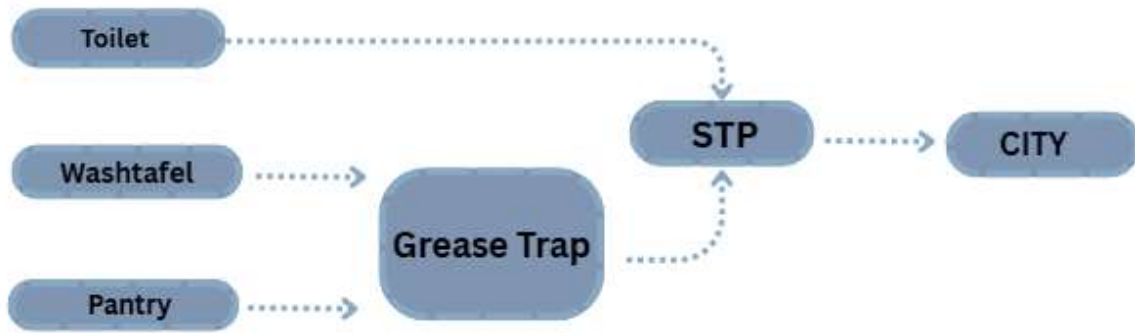 Toilet
Washtafel
Pantry
Grease Trap
STP
CITY